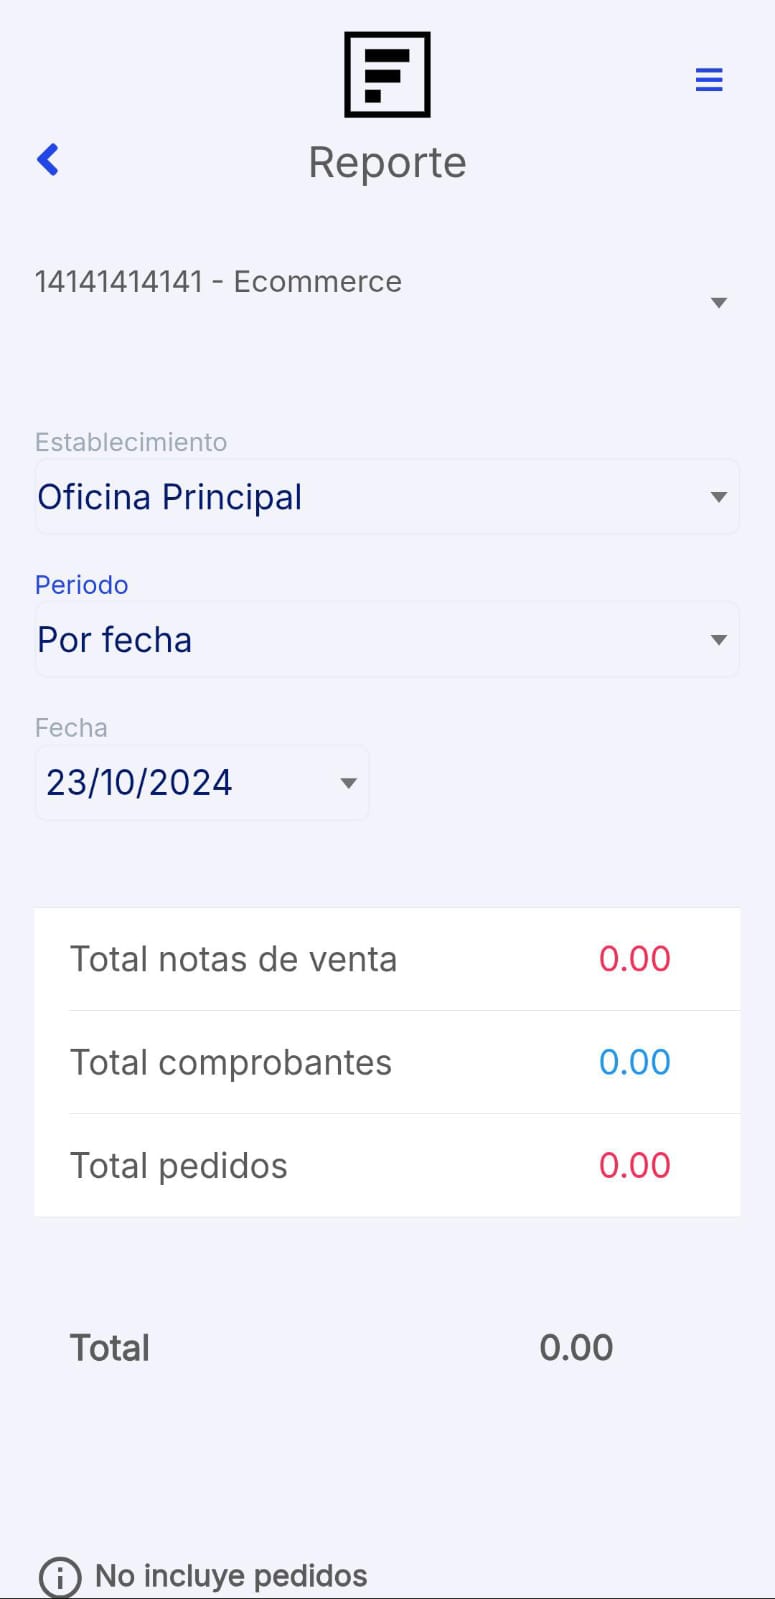 Reporte
14141414141 - Ecommerce
Establecimiento
Oficina Principal
Periodo
Por fecha
Fecha
23/10/2024
Total notas de venta 0.00
Total comprobantes 0.00
Total pedidos 0.00
Total 0.00
No incluye pedidos